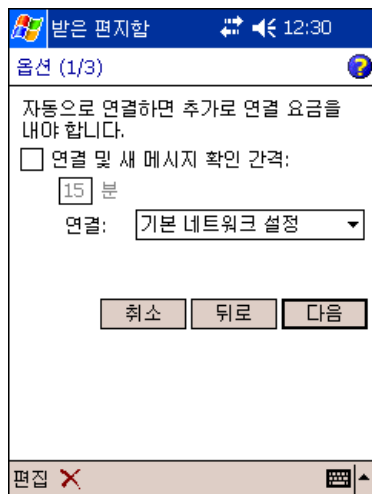 받은 편지함 12:30
옵션 (1/3)
자동으로 연결하면 추가로 연결 요금을
내야 합니다.
연결 및 새 메시지 확인 간격:
15 분
연결: 기본 네트워크 설정
취소 뒤로 다음
편집